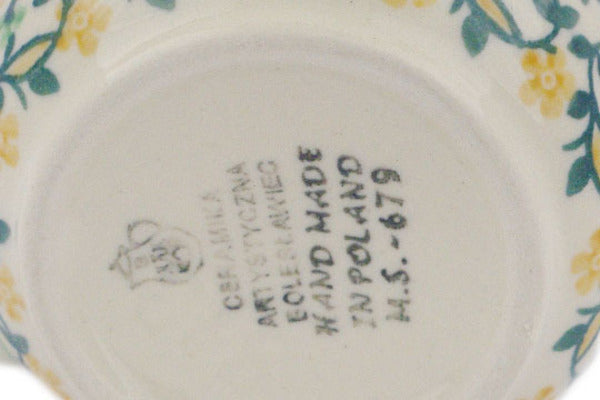 CERAMIKA
ARTYSTYCZNA
BOLESŁAWIEC
HAND MADE
IN POLAND
M.S.-679